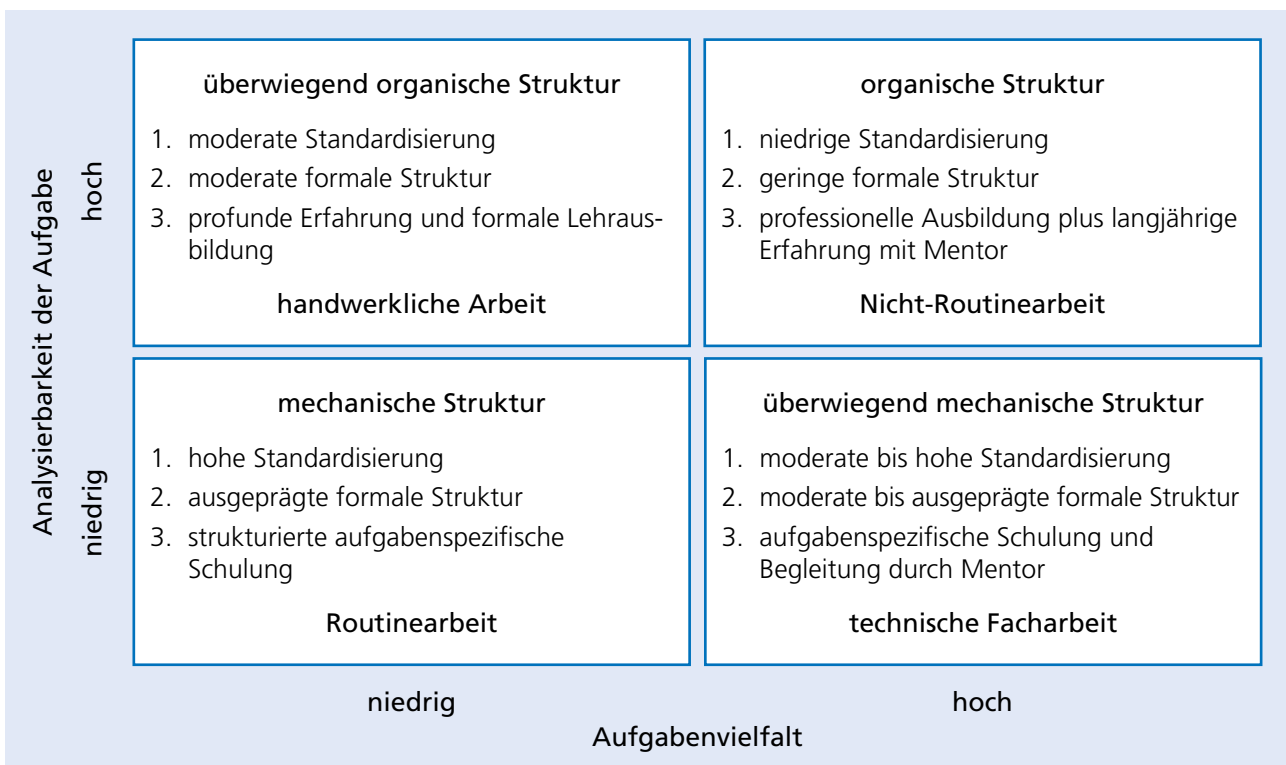 Analysierbarkeit der Aufgabe
hoch
niedrig
überwiegend organische Struktur
1. moderate Standardisierung
2. moderate formale Struktur
3. profunde Erfahrung und formale Lehraus-
bildung
handwerkliche Arbeit
organische Struktur
1. niedrige Standardisierung
2. geringe formale Struktur
3. professionelle Ausbildung plus langjährige
Erfahrung mit Mentor
Nicht-Routinearbeit
mechanische Struktur
1. hohe Standardisierung
2. ausgeprägte formale Struktur
3. strukturierte aufgabenspezifische
Schulung
Routinearbeit
überwiegend mechanische Struktur
1. moderate bis hohe Standardisierung
2. moderate bis ausgeprägte formale Struktur
3. aufgabenspezifische Schulung und
Begleitung durch Mentor
technische Facharbeit
niedrig
hoch
Aufgabenvielfalt